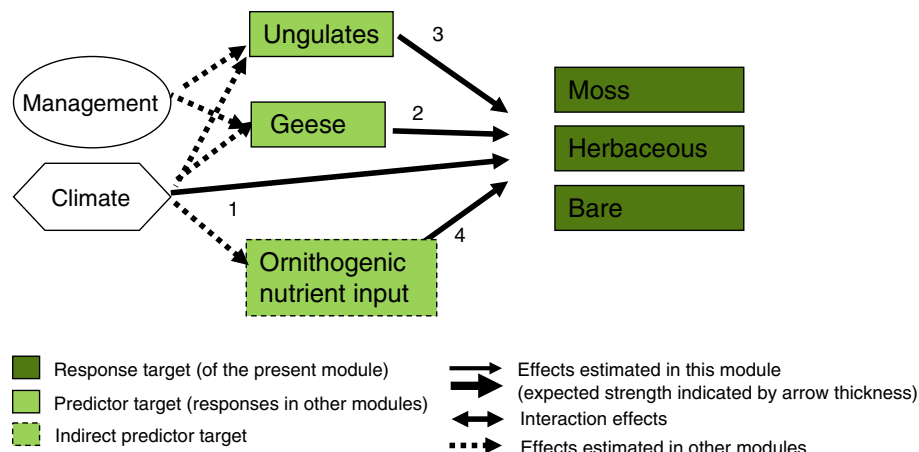 Ungulates
3
Management
Geese
2
Moss
Herbaceous
Climate
1
Bare
4
Ornithogenic
nutrient input
Response target (of the present module)
Predictor target (responses in other modules)
Indirect predictor target
Effects estimated in this module
(expected strength indicated by arrow thickness)
Interaction effects
Effects estimated in other modules